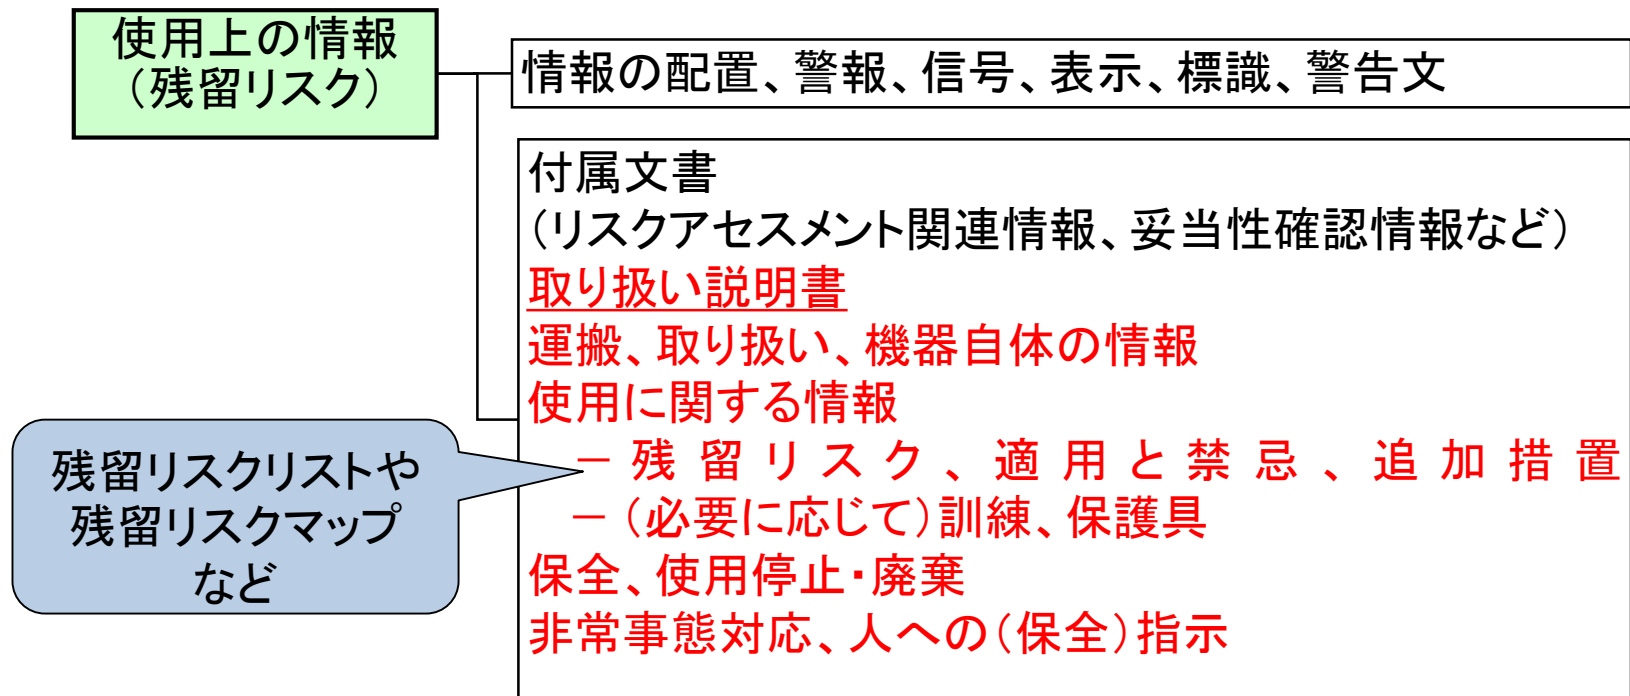 使用上の情報
（残留リスク）
情報の配置、警報、信号、表示、標識、警告文
付属文書
（リスクアセスメント関連情報、妥当性確認情報など）
取り扱い説明書
運搬、取り扱い、機器自体の情報
使用に関する情報
－残留リスク、適用と禁忌、追加措置
－（必要に応じて）訓練、保護具
保全、使用停止・廃棄
非常事態対応、人への（保全）指示
残留リスクリストや
残留リスクマップ
など